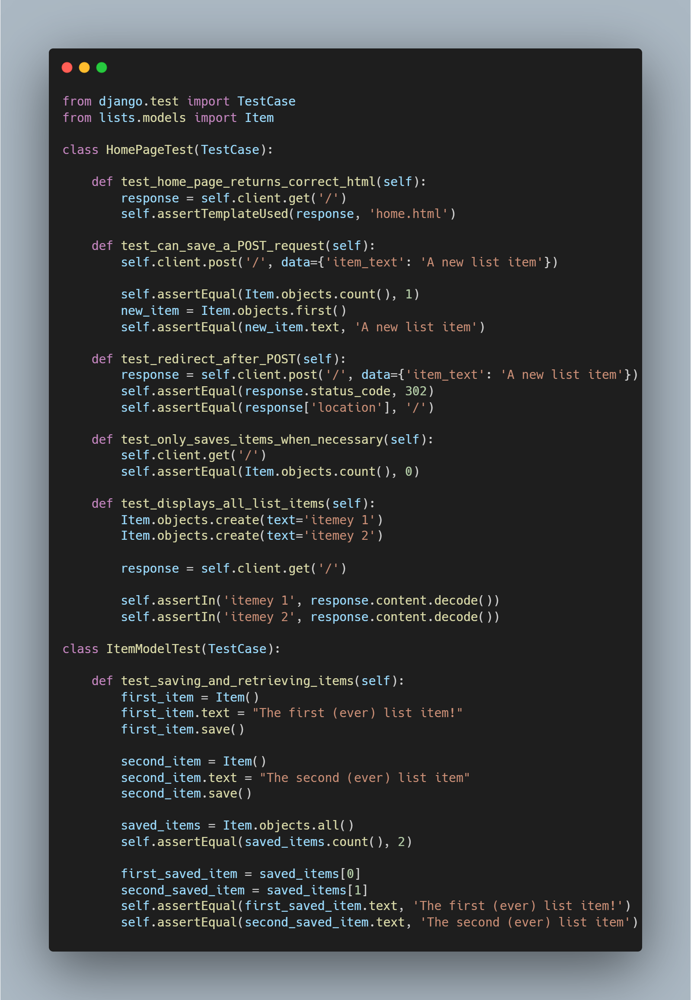 from django.test import TestCase
from lists.models import Item

class HomePageTest(TestCase):

    def test_home_page_returns_correct_html(self):
        response = self.client.get('/')
        self.assertTemplateUsed(response, 'home.html')

    def test_can_save_a_POST_request(self):
        self.client.post('/', data={'item_text': 'A new list item'})

        self.assertEqual(Item.objects.count(), 1)
        new_item = Item.objects.first()
        self.assertEqual(new_item.text, 'A new list item')

    def test_redirect_after_POST(self):
        response = self.client.post('/', data={'item_text': 'A new list item'})
        self.assertEqual(response.status_code, 302)
        self.assertEqual(response['location'], '/')

    def test_only_saves_items_when_necessary(self):
        self.client.get('/')
        self.assertEqual(Item.objects.count(), 0)

    def test_displays_all_list_items(self):
        Item.objects.create(text='itemey 1')
        Item.objects.create(text='itemey 2')

        response = self.client.get('/')

        self.assertIn('itemey 1', response.content.decode())
        self.assertIn('itemey 2', response.content.decode())

class ItemModelTest(TestCase):

    def test_saving_and_retrieving_items(self):
        first_item = Item()
        first_item.text = "The first (ever) list item!"
        first_item.save()

        second_item = Item()
        second_item.text = "The second (ever) list item"
        second_item.save()

        saved_items = Item.objects.all()
        self.assertEqual(saved_items.count(), 2)

        first_saved_item = saved_items[0]
        second_saved_item = saved_items[1]
        self.assertEqual(first_saved_item.text, 'The first (ever) list item!')
        self.assertEqual(second_saved_item.text, 'The second (ever) list item')